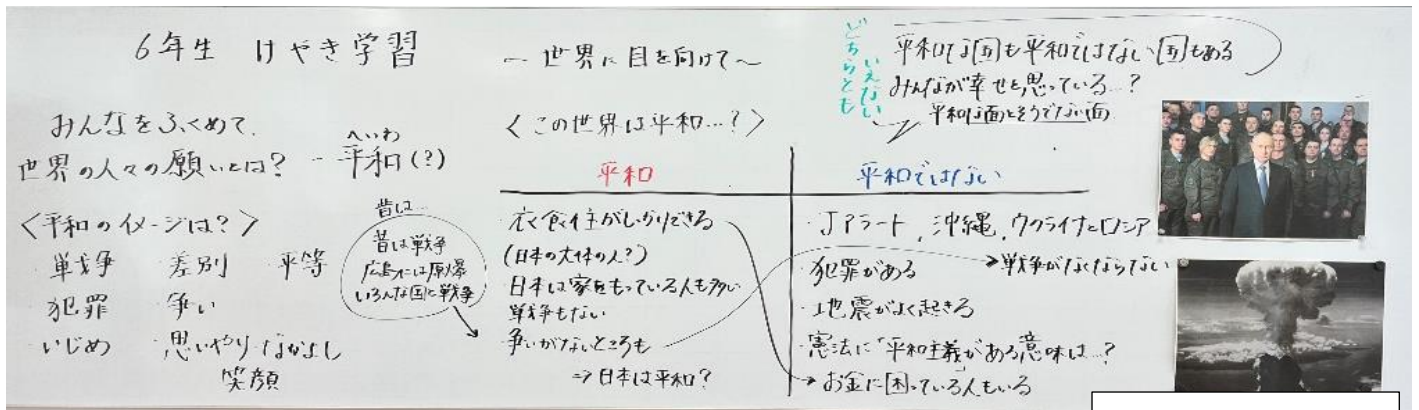 6年生 けやき学習
～世界に目を向けて～
みんなをふくめて、
世界の人々の願いとは?
へいわ
-平和(?)
〈平和のイメージは?〉
・戦争 ・差別 ・平等
・犯罪 ・争い
・いじめ ・思いやり・なかよし
笑顔
昔は…
昔は戦争
広島には原爆
いろんな国と戦争
〈この世界は平和…?〉
どちらとも
いえない
平和な国も平和ではない国もある
みんなが幸せと思っている…?
平和な面とそうでない面
平和
・衣食住がしっかりできる
(日本の大体の人?)
・日本は家をもっている人も多い
・戦争もない
・争いがないところも
⇒日本は平和?
平和ではない
・Jアラート, 沖縄, ウクライナとロシア
→戦争がなくならない
・犯罪がある
・地震がよく起きる
・憲法に「平和主義」がある意味は…?
→お金に困っている人もいる